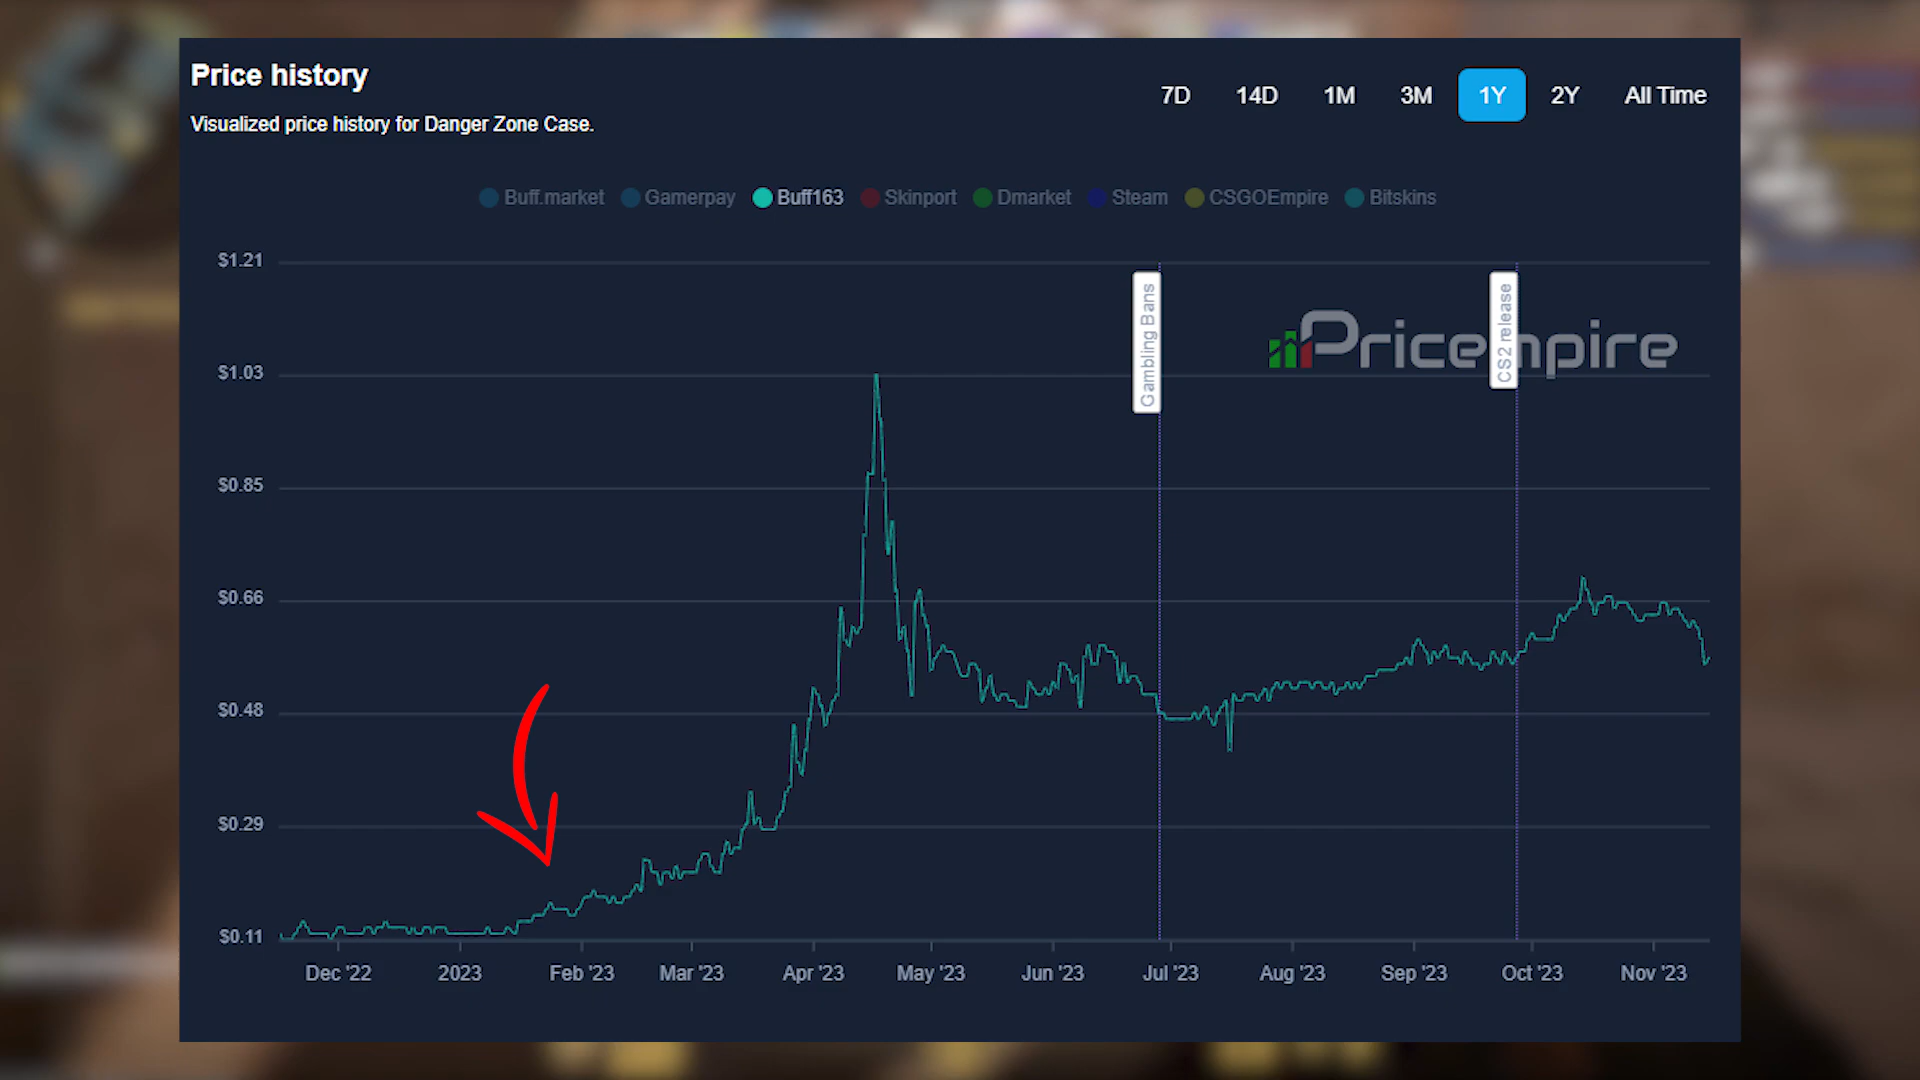 Price history
Visualized price history for Danger Zone Case.
7D 14D 1M 3M 1Y 2Y All Time
Buff.market Gamerpay Buff163 Skinport Dmarket Steam CSGOEmpire Bitskins
$1.21
$1.03
$0.85
$0.66
$0.48
$0.29
$0.11
Gambling Bans
CS2 release
Pricempire
Dec '22 2023 Feb '23 Mar '23 Apr '23 May '23 Jun '23 Jul '23 Aug '23 Sep '23 Oct '23 Nov '23